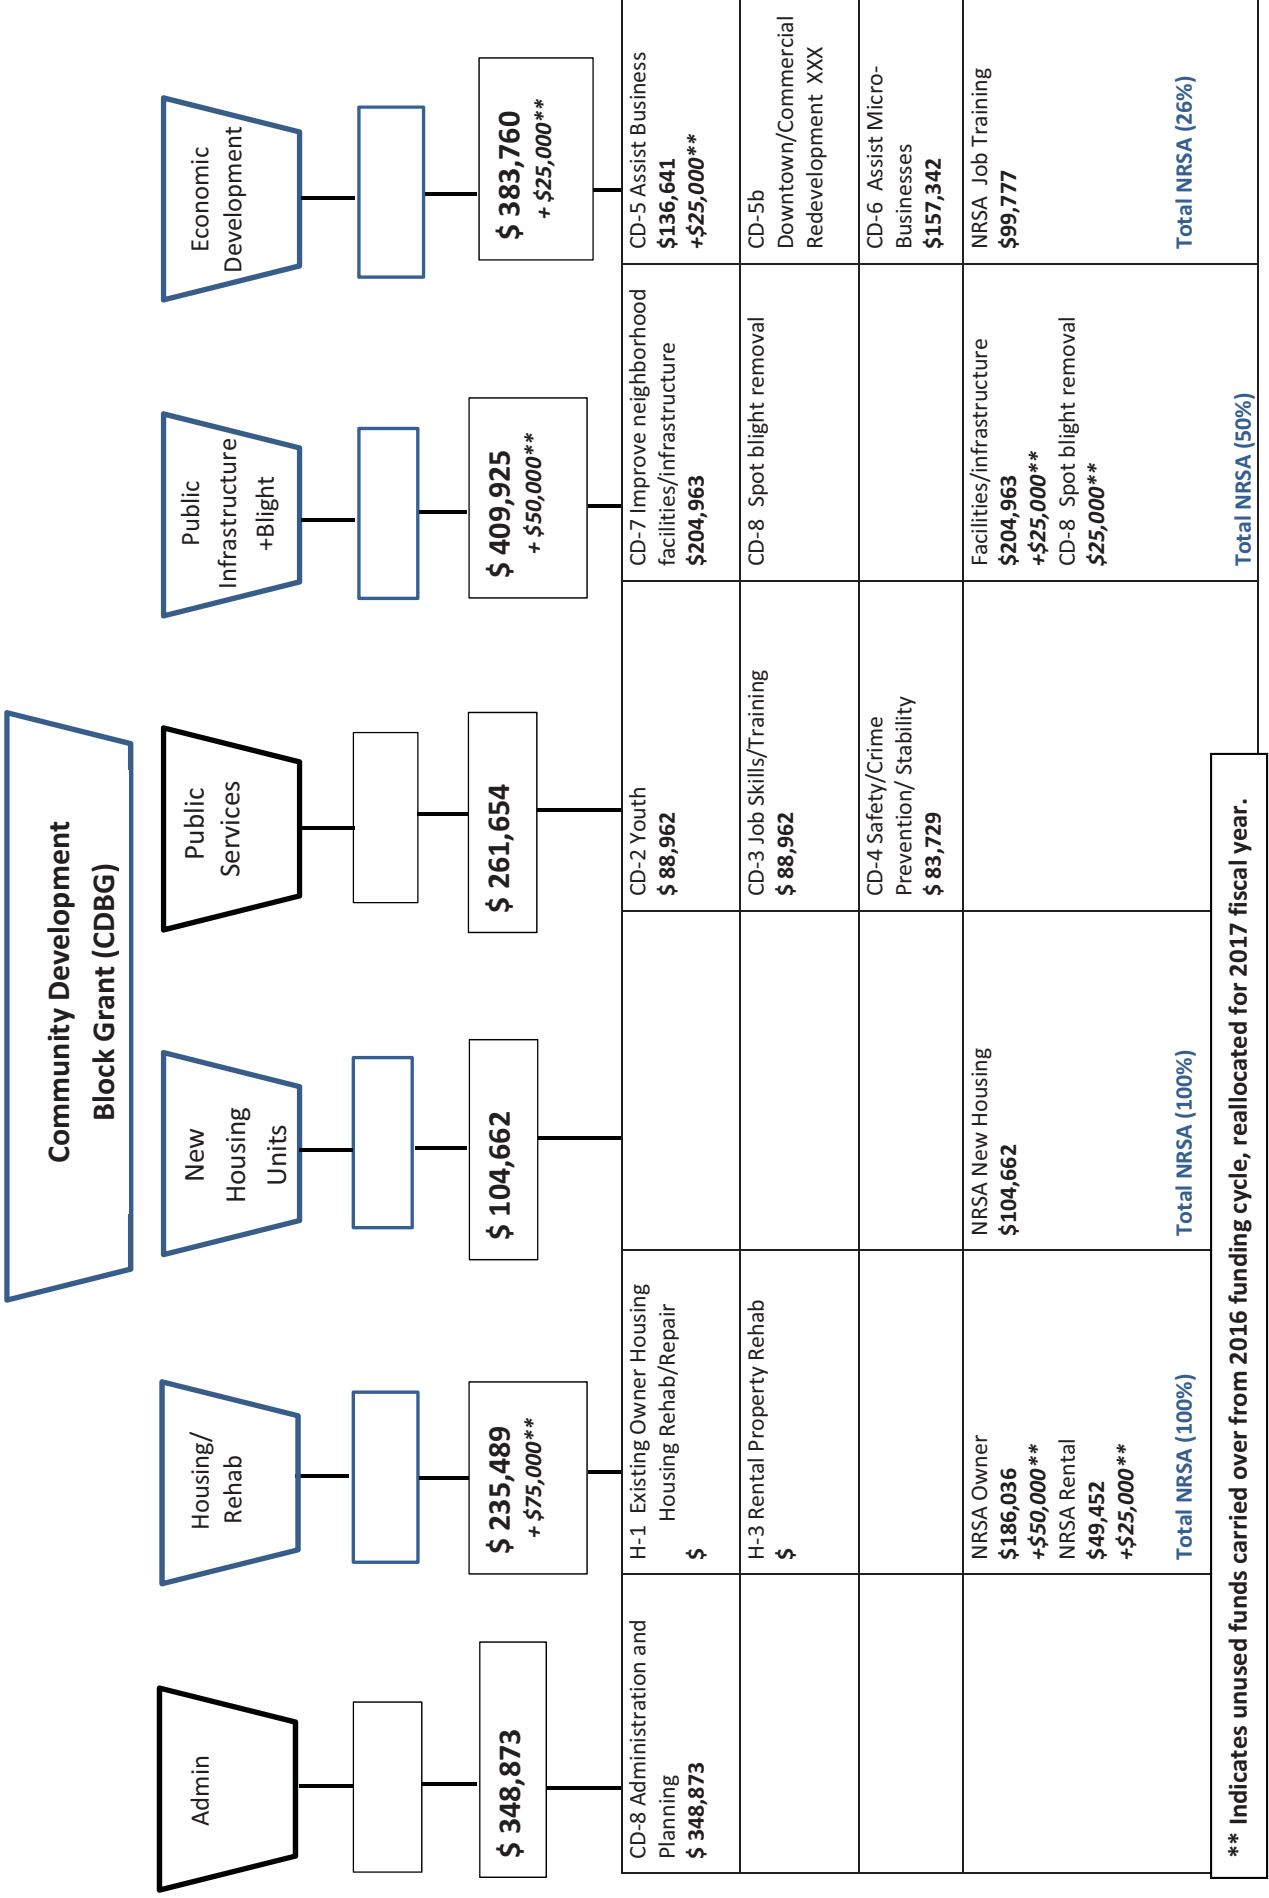 Community Development
Block Grant (CDBG)
Admin
Housing/
Rehab
New
Housing
Units
Public
Services
Public
Infrastructure
+Blight
Economic
Development
$ 348,873
$ 235,489
+ $75,000**
$ 104,662
$ 261,654
$ 409,925
+ $50,000**
$ 383,760
+ $25,000**
CD-8 Administration and
Planning
$ 348,873
H-1 Existing Owner Housing
Housing Rehab/Repair
$
CD-2 Youth
$ 88,962
CD-7 Improve neighborhood
facilities/infrastructure
$204,963
CD-5 Assist Business
$136,641
+$25,000**
H-3 Rental Property Rehab
$
CD-3 Job Skills/Training
$ 88,962
CD-8 Spot blight removal
CD-5b
Downtown/Commercial
Redevelopment XXX
CD-4 Safety/Crime
Prevention/ Stability
$ 83,729
CD-6 Assist Micro-
Businesses
$157,342
NRSA Owner
$186,036
+$50,000**
NRSA Rental
$49,452
+$25,000**
Total NRSA (100%)
NRSA New Housing
$104,662
Total NRSA (100%)
Facilities/infrastructure
$204,963
+$25,000**
CD-8 Spot blight removal
$25,000**
Total NRSA (50%)
NRSA Job Training
$99,777
Total NRSA (26%)
** Indicates unused funds carried over from 2016 funding cycle, reallocated for 2017 fiscal year.